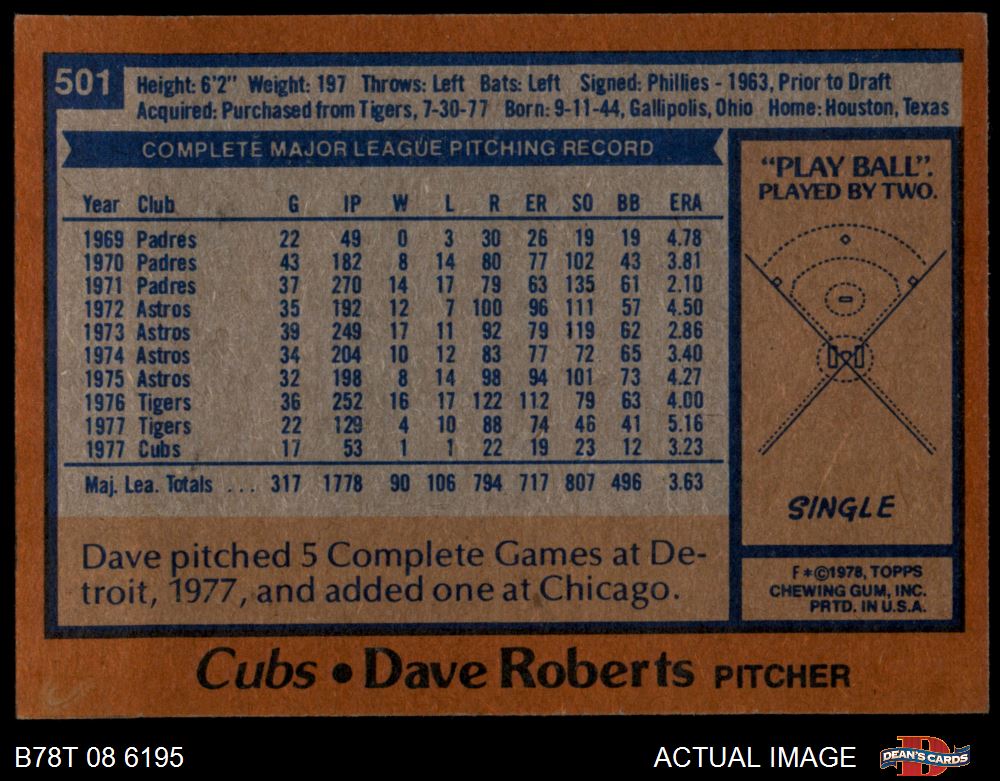 501
Height: 6'2" Weight: 197 Throws: Left Bats: Left Signed: Phillies - 1963, Prior to Draft
Acquired: Purchased from Tigers, 7-30-77 Born: 9-11-44, Gallipolis, Ohio Home: Houston, Texas
COMPLETE MAJOR LEAGUE PITCHING RECORD
Year Club G IP W L R ER SO BB ERA
1969 Padres 22 49 0 3 30 26 19 19 4.78
1970 Padres 43 182 8 14 80 77 102 43 3.81
1971 Padres 37 270 14 17 79 63 135 61 2.10
1972 Astros 35 192 12 7 100 96 111 57 4.50
1973 Astros 39 249 17 11 92 79 119 62 2.86
1974 Astros 34 204 10 12 83 77 72 65 3.40
1975 Astros 32 198 8 14 98 94 101 73 4.27
1976 Tigers 36 252 16 17 122 112 79 63 4.00
1977 Tigers 22 129 4 10 88 74 46 41 5.16
1977 Cubs 17 53 1 1 22 19 23 12 3.23
Maj. Lea. Totals ... 317 1778 90 106 794 717 807 496 3.63
Dave pitched 5 Complete Games at De-
troit, 1977, and added one at Chicago.
"PLAY BALL".
PLAYED BY TWO.
SINGLE
F*©1978, TOPPS
CHEWING GUM, INC.
PRTD. IN U.S.A.
Cubs • Dave Roberts PITCHER
B78T 08 6195
ACTUAL IMAGE
DEAN'S CARDS